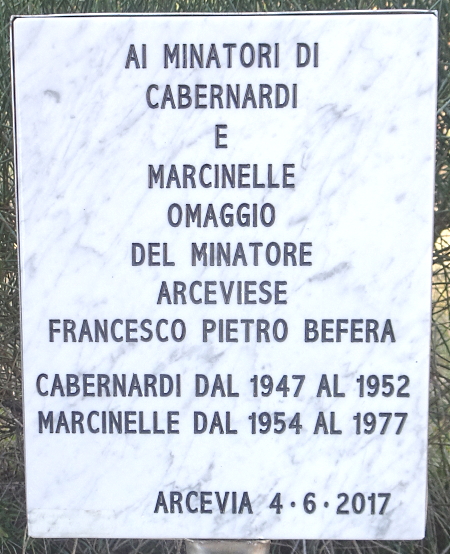 AI MINATORI DI
CABERNARDI
E
MARCINELLE
OMAGGIO
DEL MINATORE
ARCEVIESE
FRANCESCO PIETRO BEFERA
CABERNARDI DAL 1947 AL 1952
MARCINELLE DAL 1954 AL 1977
ARCEVIA 4·6·2017